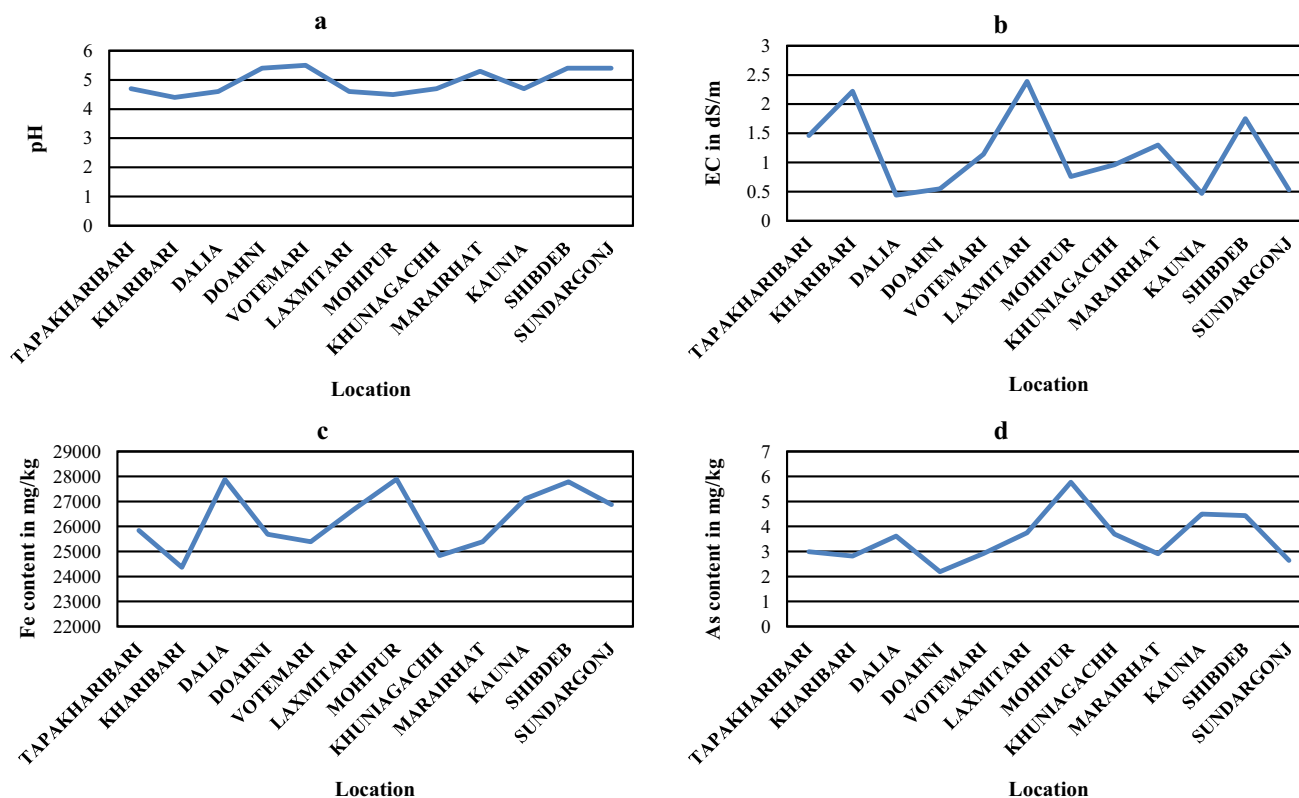 a
6
5
4
3
2
1
0
pH
TAPAKHARIBARI
KHARIBARI
DALIA
DOAHNI
VOTEMARI
LAXMITARI
MOHIPUR
KHUNIAGACHH
MARAIRHAT
KAUNIA
SHIBDEB
SUNDARGONJ
Location
b
3
2.5
2
1.5
1
0.5
0
EC in dS/m
TAPAKHARIBARI
KHARIBARI
DALIA
DOAHNI
VOTEMARI
LAXMITARI
MOHIPUR
KHUNIAGACHH
MARAIRHAT
KAUNIA
SHIBDEB
SUNDARGONJ
Location
c
29000
28000
27000
26000
25000
24000
23000
22000
Fe content in mg/kg
TAPAKHARIBARI
KHARIBARI
DALIA
DOAHNI
VOTEMARI
LAXMITARI
MOHIPUR
KHUNIAGACHH
MARAIRHAT
KAUNIA
SHIBDEB
SUNDARGONJ
Location
d
7
6
5
4
3
2
1
0
As content in mg/kg
TAPAKHARIBARI
KHARIBARI
DALIA
DOAHNI
VOTEMARI
LAXMITARI
MOHIPUR
KHUNIAGACHH
MARAIRHAT
KAUNIA
SHIBDEB
SUNDARGONJ
Location